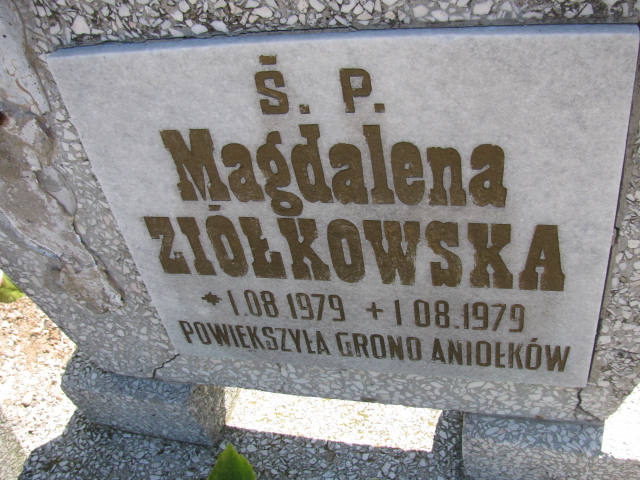 Ś. P.
Magdalena
ZIÓŁKOWSKA
* 1.08 1979 + 1 08.1979
POWIEKSZYŁA GRONO ANIOŁKÓW